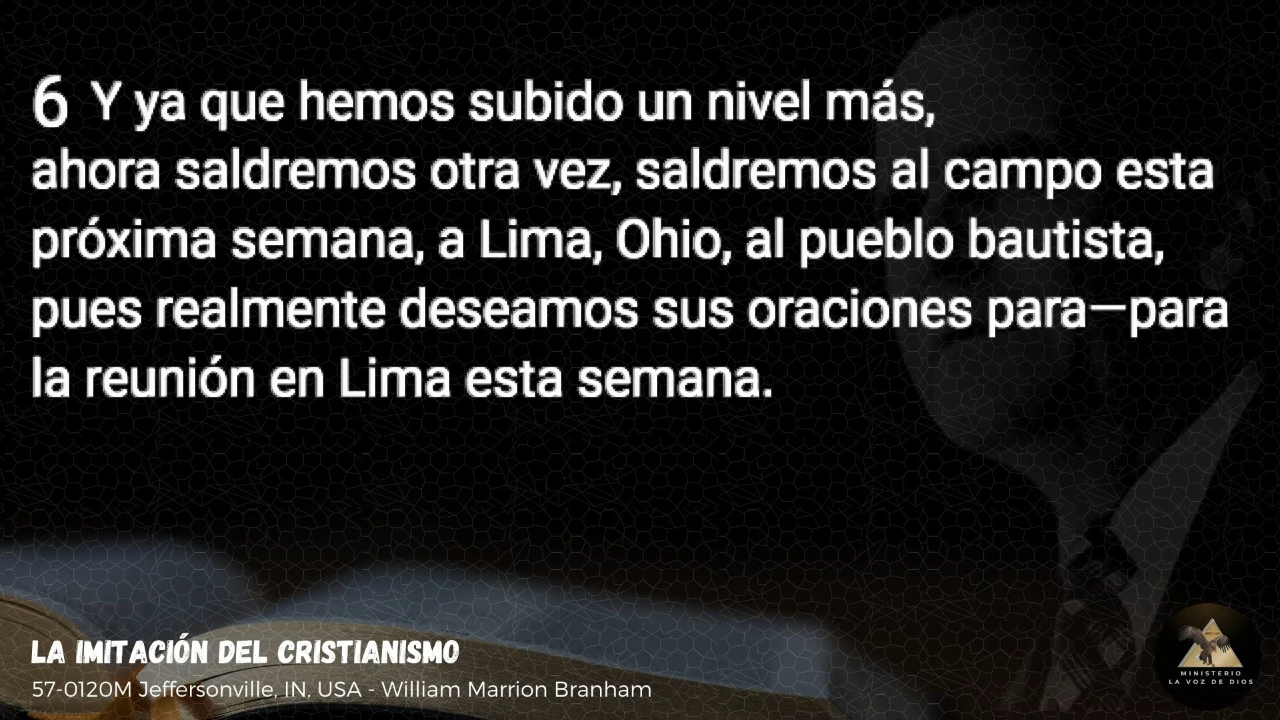 6 Y ya que hemos subido un nivel más,
ahora saldremos otra vez, saldremos al campo esta
próxima semana, a Lima, Ohio, al pueblo bautista,
pues realmente deseamos sus oraciones para—para
la reunión en Lima esta semana.
LA IMITACIÓN DEL CRISTIANISMO
57-0120M Jeffersonville, IN, USA - William Marrion Branham
MINISTERIO
LA VOZ DE DIOS